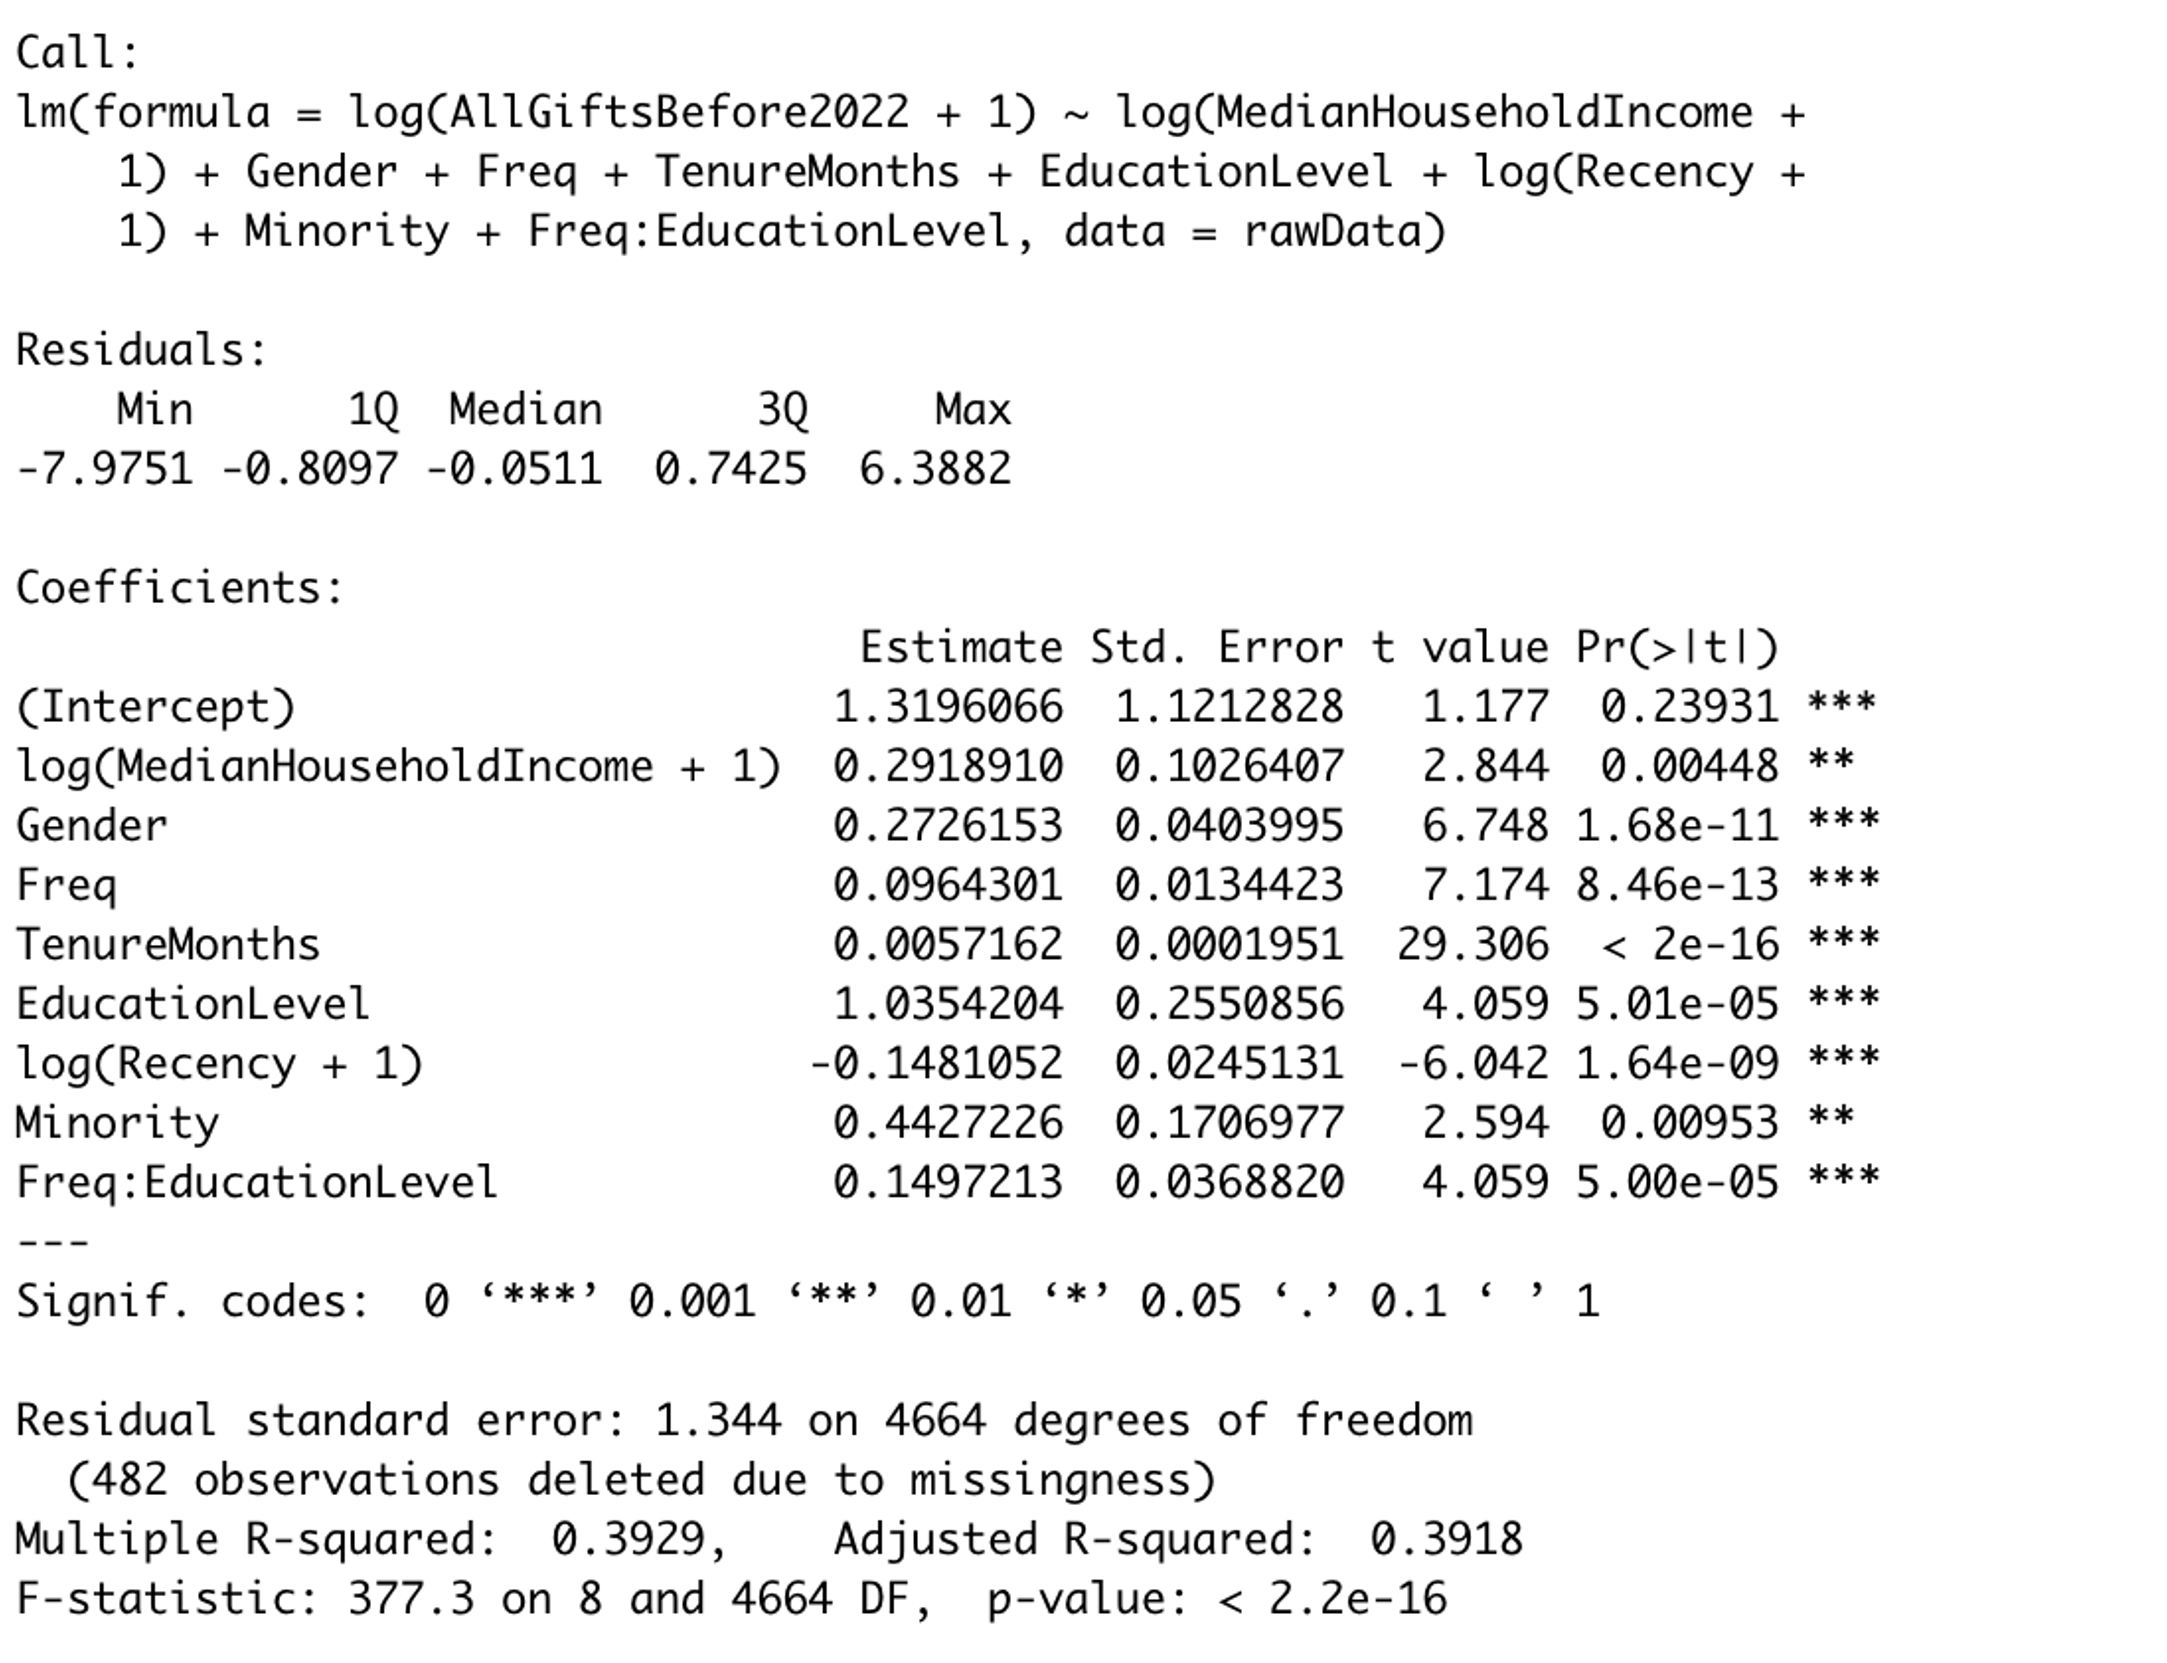 Call:
lm(formula = log(AllGiftsBefore2022 + 1) ~ log(MedianHouseholdIncome +
    1) + Gender + Freq + TenureMonths + EducationLevel + log(Recency +
    1) + Minority + Freq:EducationLevel, data = rawData)

Residuals:
    Min      1Q  Median      3Q     Max
-7.9751 -0.8097 -0.0511  0.7425  6.3882

Coefficients:
                                 Estimate Std. Error t value Pr(>|t|)
(Intercept)                     1.3196066  1.1212828   1.177  0.23931 ***
log(MedianHouseholdIncome + 1)  0.2918910  0.1026407   2.844  0.00448 **
Gender                          0.2726153  0.0403995   6.748 1.68e-11 ***
Freq                            0.0964301  0.0134423   7.174 8.46e-13 ***
TenureMonths                    0.0057162  0.0001951  29.306  < 2e-16 ***
EducationLevel                  1.0354204  0.2550856   4.059 5.01e-05 ***
log(Recency + 1)               -0.1481052  0.0245131  -6.042 1.64e-09 ***
Minority                        0.4427226  0.1706977   2.594  0.00953 **
Freq:EducationLevel             0.1497213  0.0368820   4.059 5.00e-05 ***
---
Signif. codes:  0 ‘***’ 0.001 ‘**’ 0.01 ‘*’ 0.05 ‘.’ 0.1 ‘ ’ 1

Residual standard error: 1.344 on 4664 degrees of freedom
  (482 observations deleted due to missingness)
Multiple R-squared:  0.3929,    Adjusted R-squared:  0.3918
F-statistic: 377.3 on 8 and 4664 DF,  p-value: < 2.2e-16